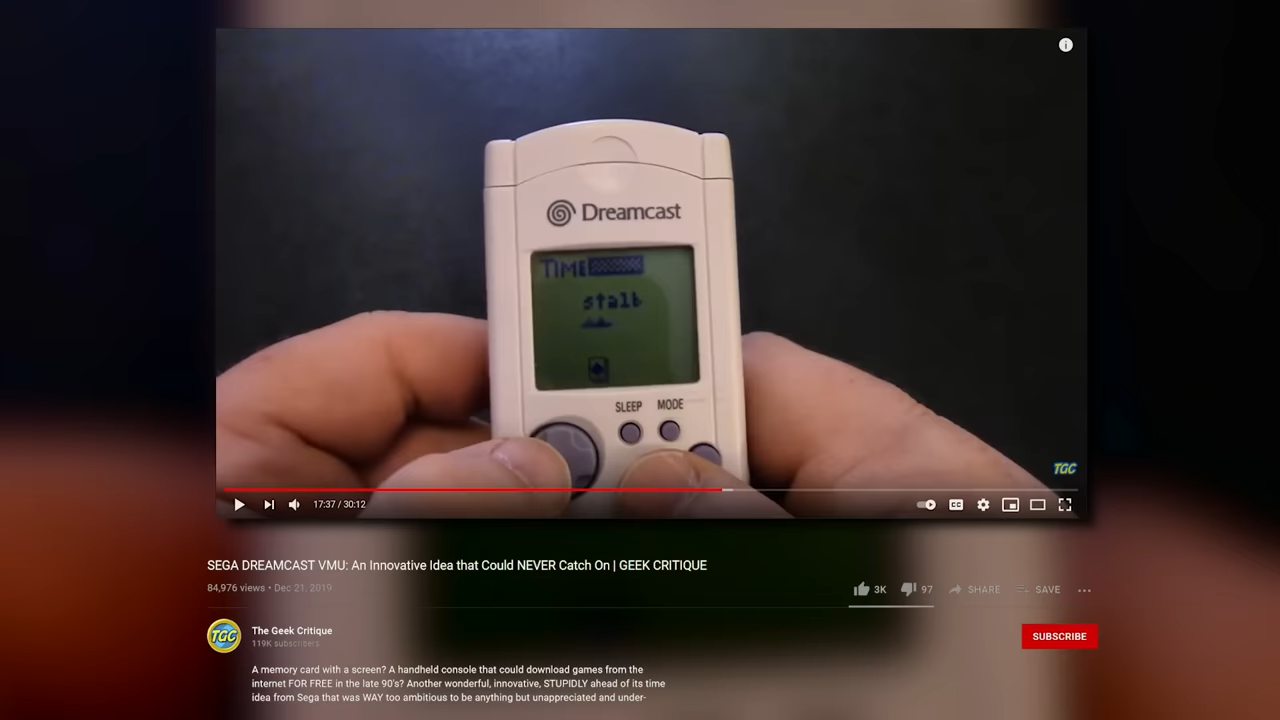 Dreamcast
TIME
stalb
SLEEP MODE
TGC
17:37 / 30:12
CC
SEGA DREAMCAST VMU: An Innovative Idea that Could NEVER Catch On | GEEK CRITIQUE
84,976 views • Dec 21, 2019
3K 97 SHARE SAVE
TGC
The Geek Critique
119K subscribers
SUBSCRIBE
A memory card with a screen? A handheld console that could download games from the
internet FOR FREE in the late 90's? Another wonderful, innovative, STUPIDLY ahead of its time
idea from Sega that was WAY too ambitious to be anything but unappreciated and under-